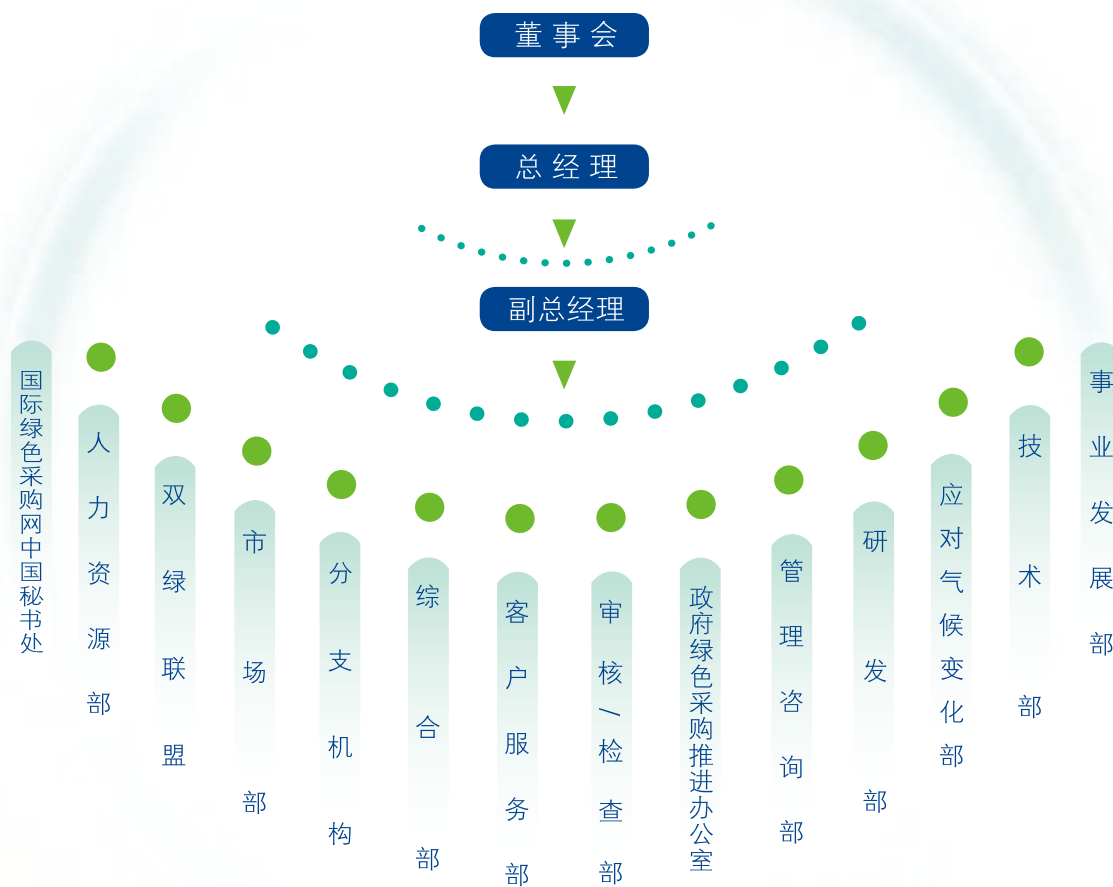 董事会
总经理
副总经理
国际绿色采购网中国秘书处
人力资源部
双绿联盟
市场部
分支机构
综合部
客户服务部
审核/检查部
政府绿色采购推进办公室
管理咨询部
研发部
应对气候变化部
技术部
事业发展部